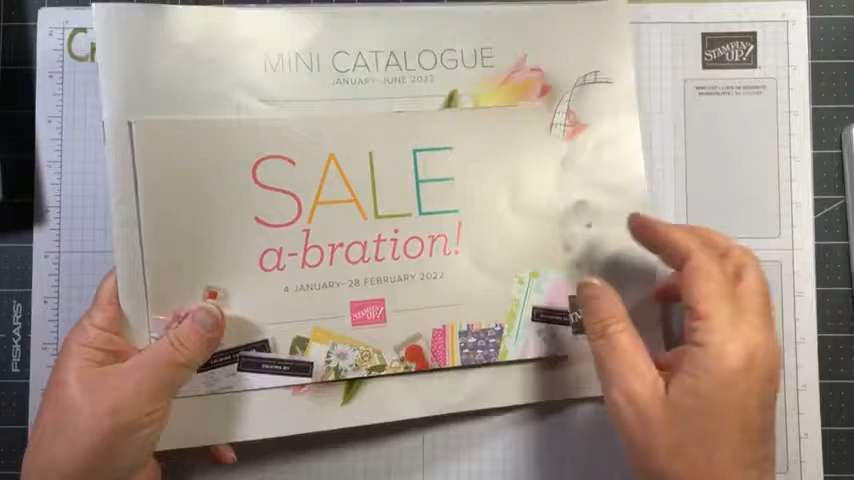 MINI CATALOGUE
JANUARY–JUNE 2022
STAMPIN' UP!
SALE
a-bration!
4 JANUARY–28 FEBRUARY 2022
STAMPIN' UP!
FISKARS